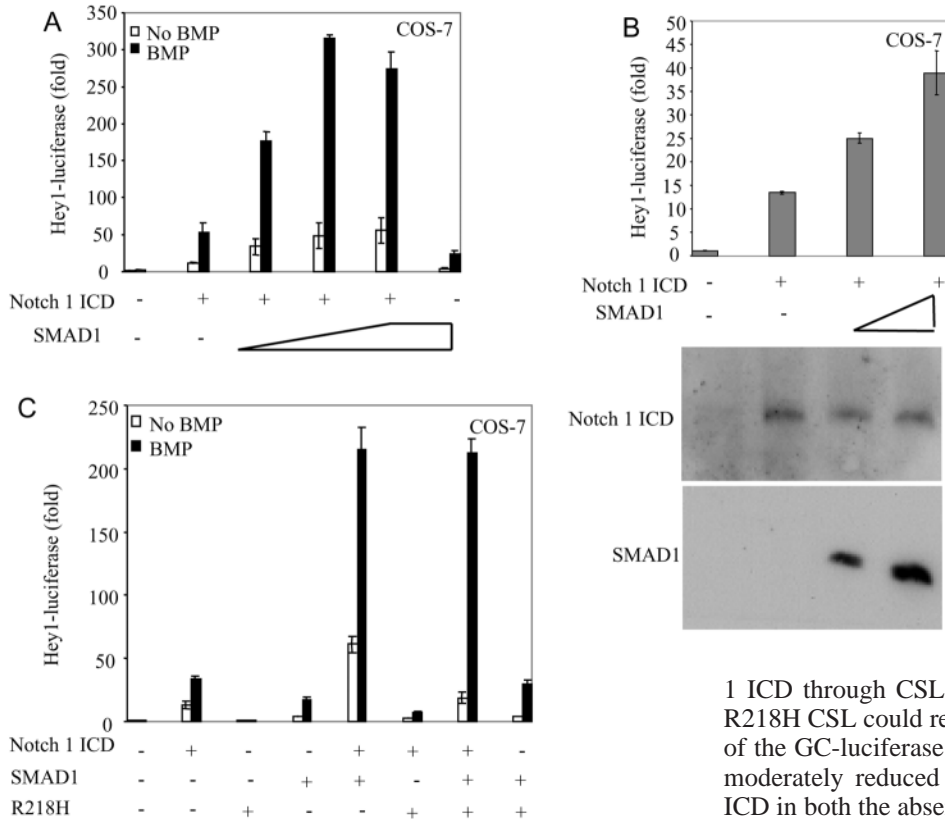 A
No BMP
BMP
COS-7
350
300
250
200
150
100
50
0
Hey1-luciferase (fold)
Notch 1 ICD - + + + + -
SMAD1 - -
B
COS-7
50
45
40
35
30
25
20
15
10
5
0
Hey1-luciferase (fold)
Notch 1 ICD - + + +
SMAD1 - -
Notch 1 ICD
SMAD1
C
No BMP
BMP
COS-7
250
200
150
100
50
0
Hey1-luciferase (fold)
Notch 1 ICD - + - - + + + -
SMAD1 - - - + + - + +
R218H - - + - - + + +
1 ICD through CSL
R218H CSL could re
of the GC-luciferase
moderately reduced
ICD in both the abse